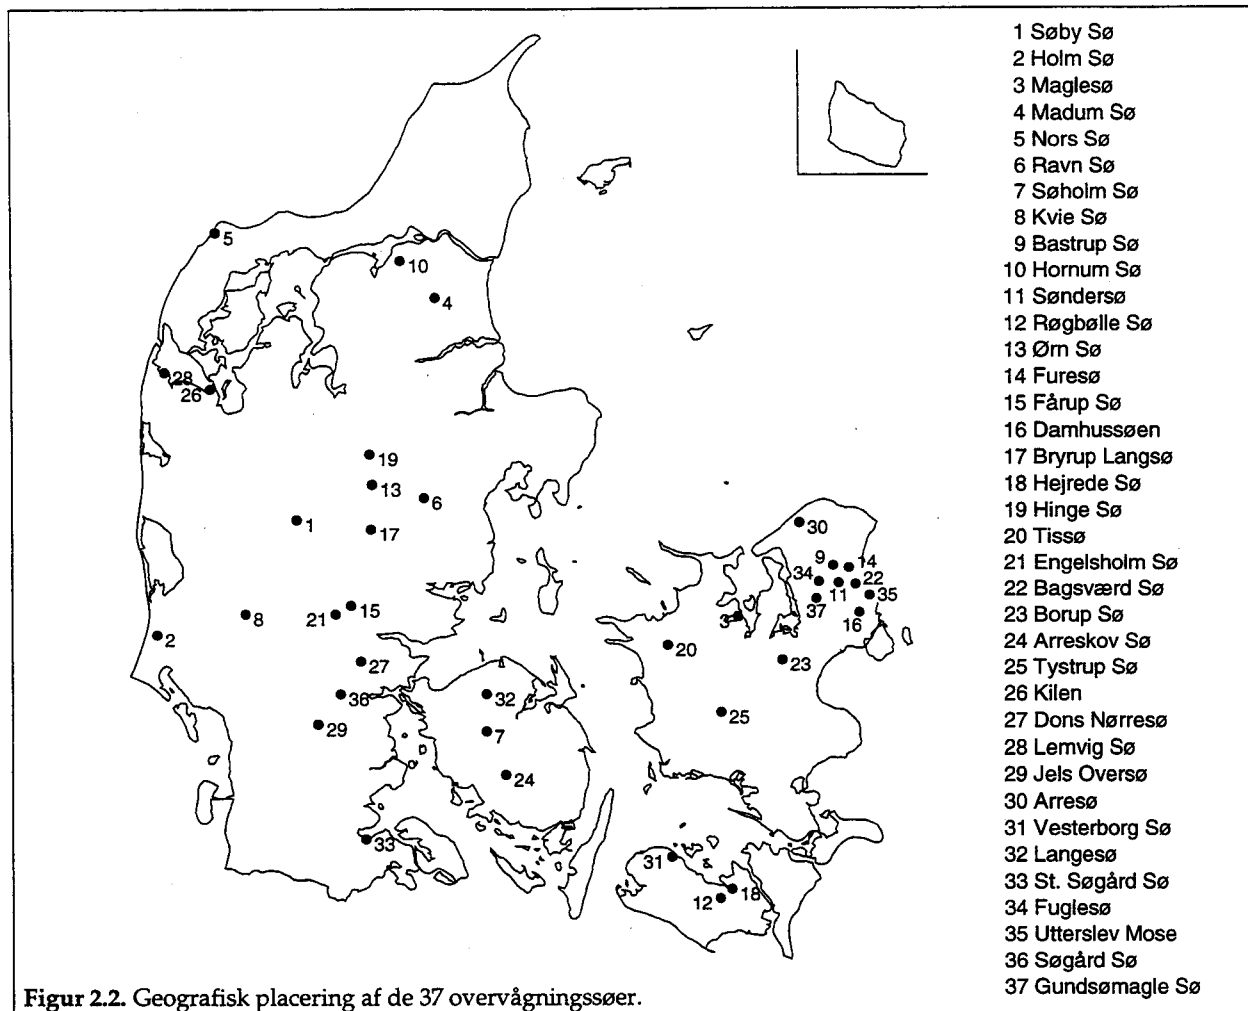 1 Søby Sø
2 Holm Sø
3 Maglesø
4 Madum Sø
5 Nors Sø
6 Ravn Sø
7 Søholm Sø
8 Kvie Sø
9 Bastrup Sø
10 Hornum Sø
11 Søndersø
12 Røgbølle Sø
13 Ørn Sø
14 Furesø
15 Fårup Sø
16 Damhussøen
17 Bryrup Langsø
18 Hejrede Sø
19 Hinge Sø
20 Tissø
21 Engelsholm Sø
22 Bagsværd Sø
23 Borup Sø
24 Arreskov Sø
25 Tystrup Sø
26 Kilen
27 Dons Nørresø
28 Lemvig Sø
29 Jels Oversø
30 Arresø
31 Vesterborg Sø
32 Langesø
33 St. Søgård Sø
34 Fuglesø
35 Utterslev Mose
36 Søgård Sø
37 Gundsømagle Sø
5
10
4
28
26
19
13
6
1
17
30
9
14
34
11
22
35
37
16
3
15
21
8
2
20
23
27
36
32
25
29
7
24
33
31
18
12
Figur 2.2. Geografisk placering af de 37 overvågningssøer.